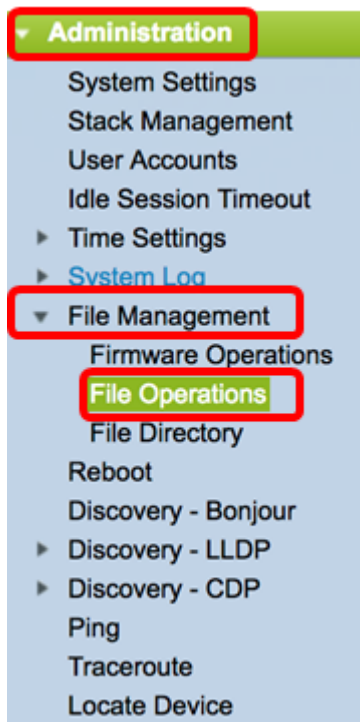 Administration
System Settings
Stack Management
User Accounts
Idle Session Timeout
Time Settings
System Log
File Management
Firmware Operations
File Operations
File Directory
Reboot
Discovery - Bonjour
Discovery - LLDP
Discovery - CDP
Ping
Traceroute
Locate Device